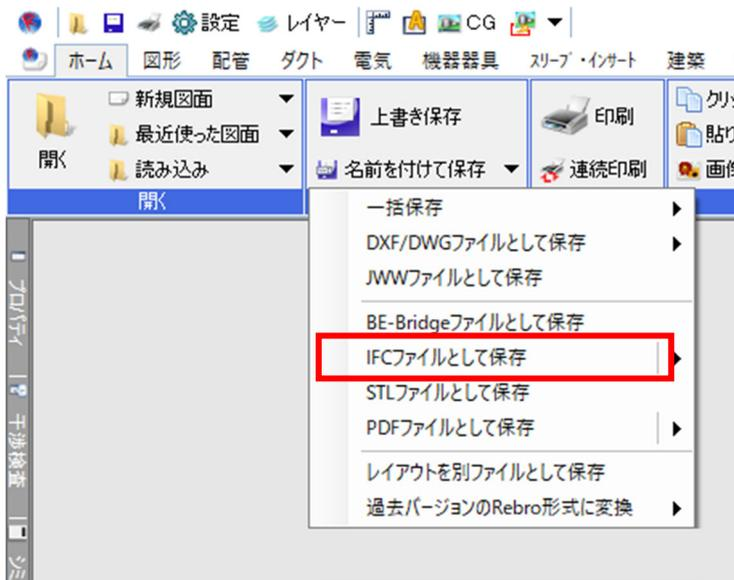 設定 レイヤー CG
ホーム 図形 配管 ダクト 電気 機器器具 スリーブ・インサート 建築
新規図面
最近使った図面
読み込み
開く
開く
上書き保存
名前を付けて保存
印刷
連続印刷
一括保存
DXF/DWGファイルとして保存
JWWファイルとして保存
BE-Bridgeファイルとして保存
IFCファイルとして保存
STLファイルとして保存
PDFファイルとして保存
レイアウトを別ファイルとして保存
過去バージョンのRebro形式に変換
プロパティ
干渉検査